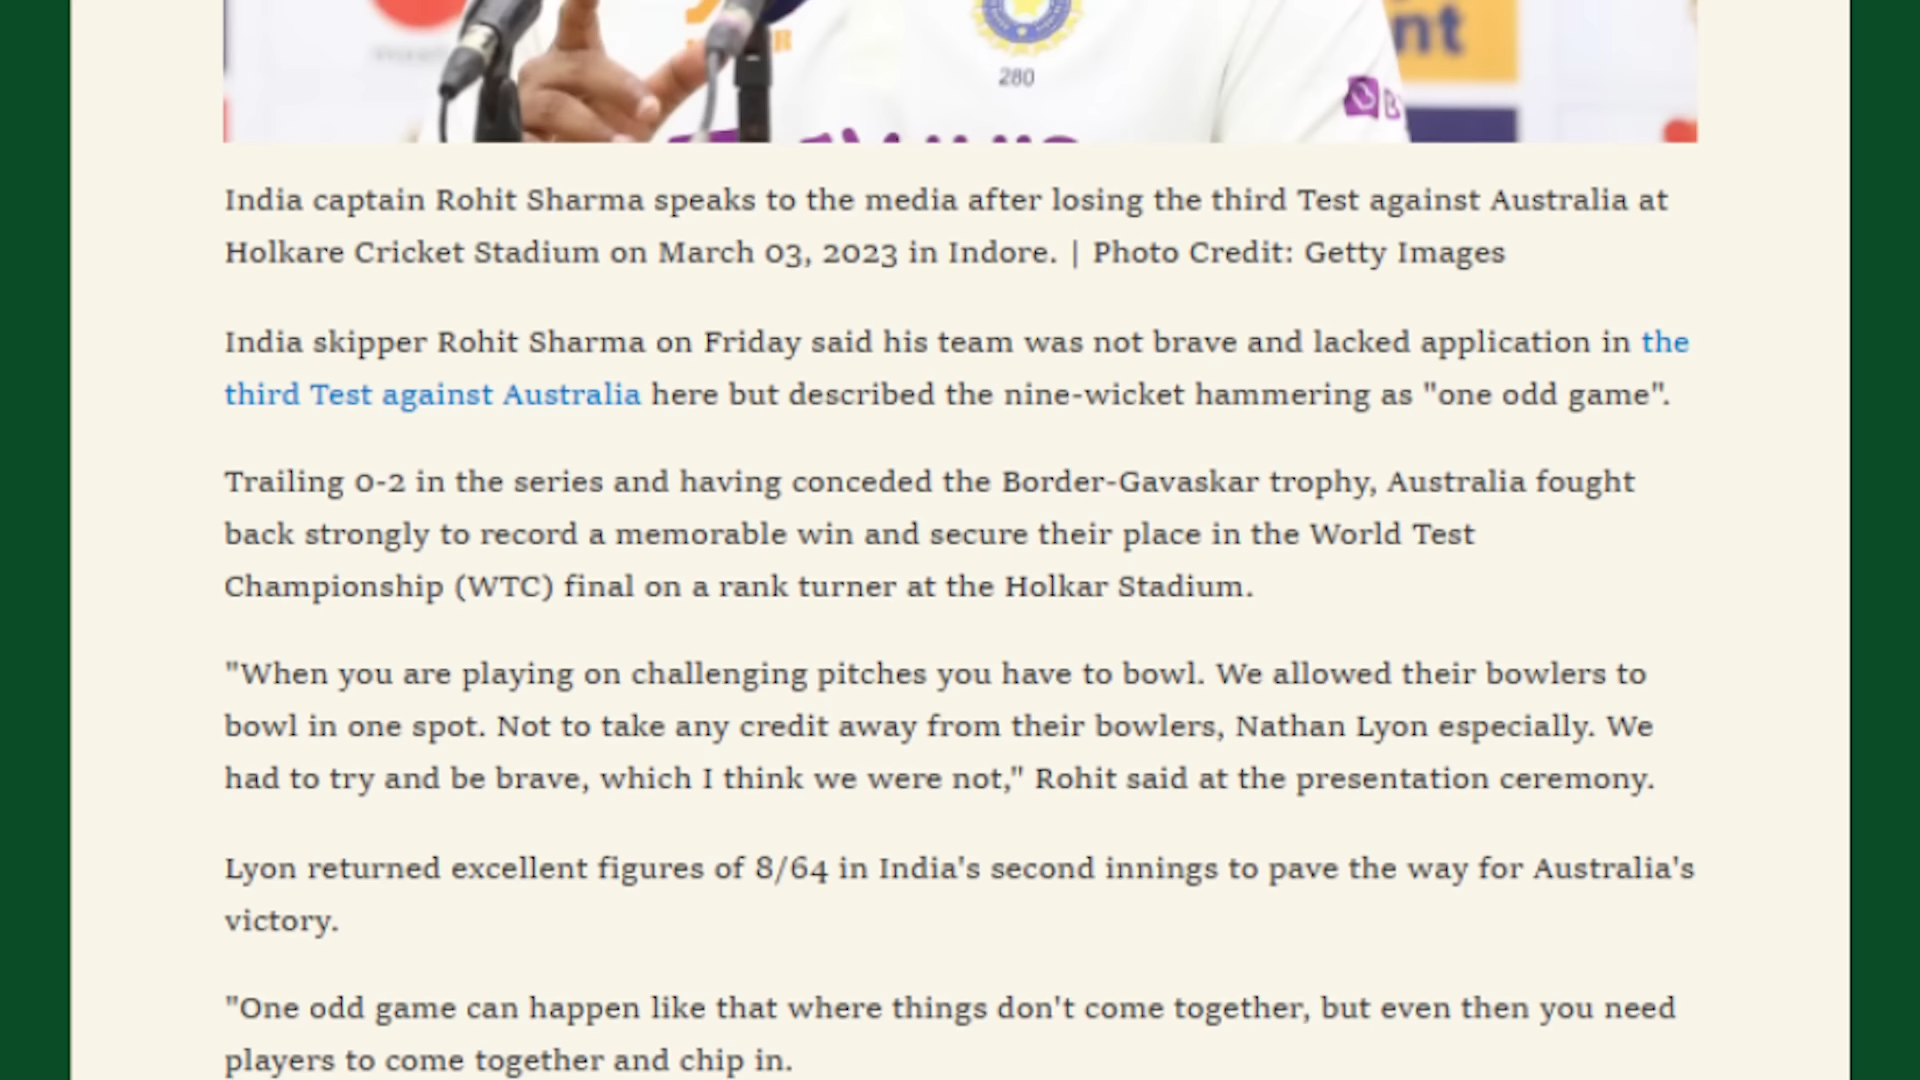 nt
280
B
India captain Rohit Sharma speaks to the media after losing the third Test against Australia at
Holkare Cricket Stadium on March 03, 2023 in Indore. | Photo Credit: Getty Images
India skipper Rohit Sharma on Friday said his team was not brave and lacked application in the
third Test against Australia here but described the nine-wicket hammering as "one odd game".
Trailing 0-2 in the series and having conceded the Border-Gavaskar trophy, Australia fought
back strongly to record a memorable win and secure their place in the World Test
Championship (WTC) final on a rank turner at the Holkar Stadium.
"When you are playing on challenging pitches you have to bowl. We allowed their bowlers to
bowl in one spot. Not to take any credit away from their bowlers, Nathan Lyon especially. We
had to try and be brave, which I think we were not," Rohit said at the presentation ceremony.
Lyon returned excellent figures of 8/64 in India's second innings to pave the way for Australia's
victory.
"One odd game can happen like that where things don't come together, but even then you need
players to come together and chip in.